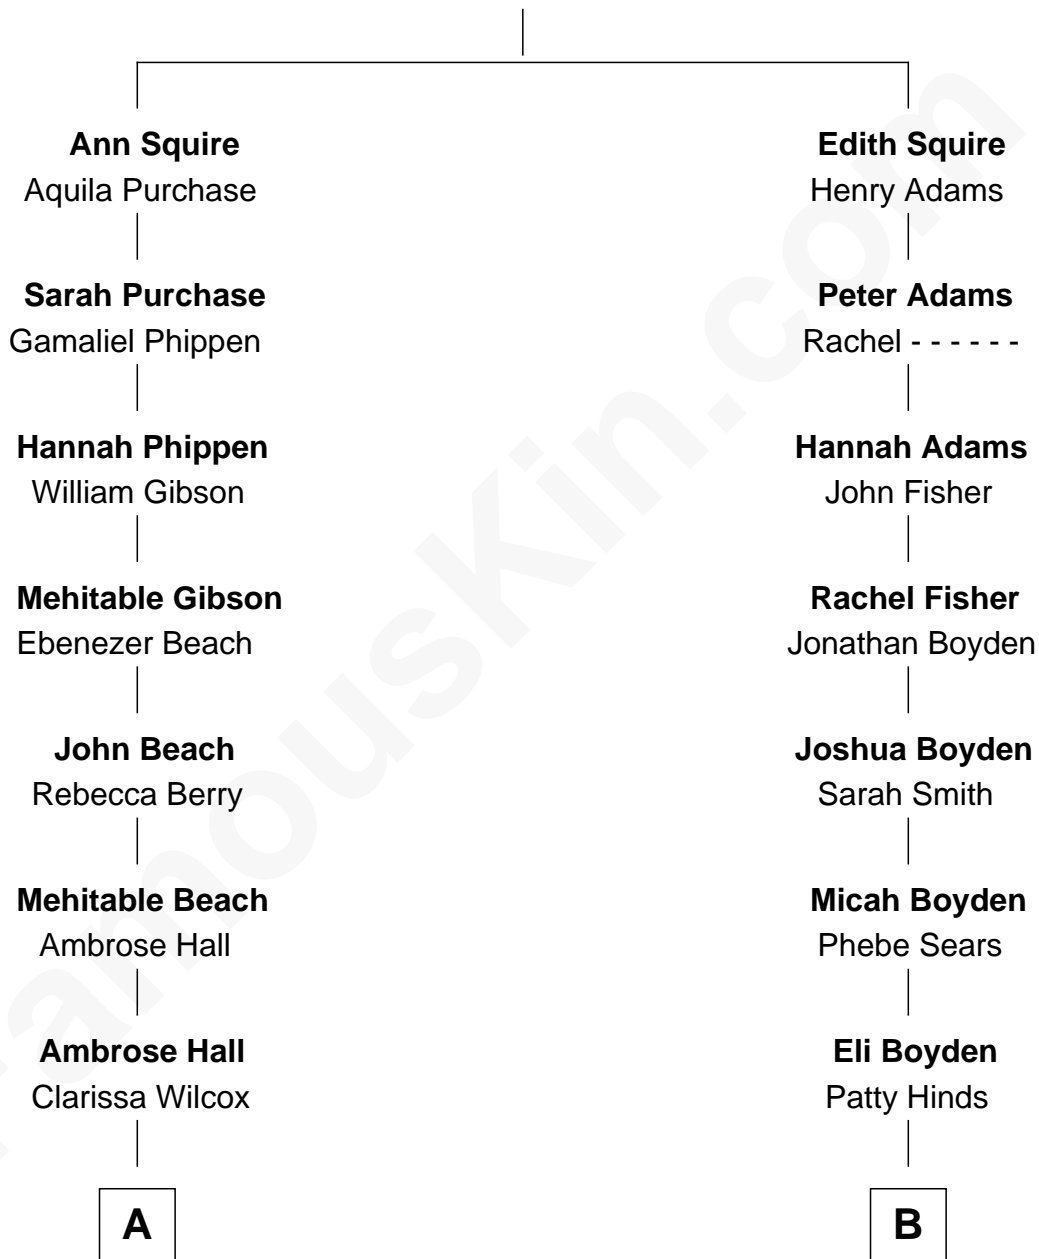 Ann Squire
Aquila Purchase
Sarah Purchase
Gamaliel Phippen
Hannah Phippen
William Gibson
Mehitable Gibson
Ebenezer Beach
John Beach
Rebecca Berry
Mehitable Beach
Ambrose Hall
Ambrose Hall
Clarissa Wilcox
A
Edith Squire
Henry Adams
Peter Adams
Rachel - - - - - -
Hannah Adams
John Fisher
Rachel Fisher
Jonathan Boyden
Joshua Boyden
Sarah Smith
Micah Boyden
Phebe Sears
Eli Boyden
Patty Hinds
B
FamousKin.com